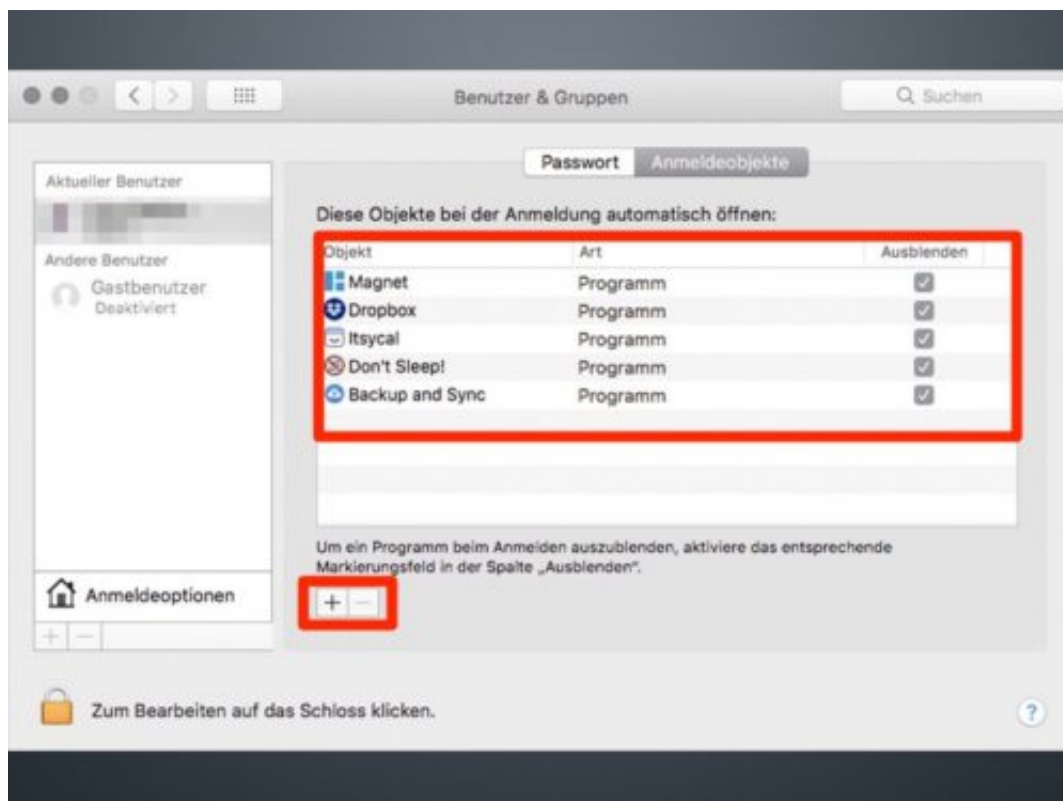 Benutzer & Gruppen
Suchen
Passwort
Anmeldeobjekte
Aktueller Benutzer
Andere Benutzer
Gastbenutzer
Deaktiviert
Anmeldeoptionen
+ −
Diese Objekte bei der Anmeldung automatisch öffnen:
Objekt Art Ausblenden
Magnet Programm
Dropbox Programm
Itsycal Programm
Don't Sleep! Programm
Backup and Sync Programm
Um ein Programm beim Anmelden auszublenden, aktiviere das entsprechende
Markierungsfeld in der Spalte „Ausblenden“.
+ −
Zum Bearbeiten auf das Schloss klicken.
?